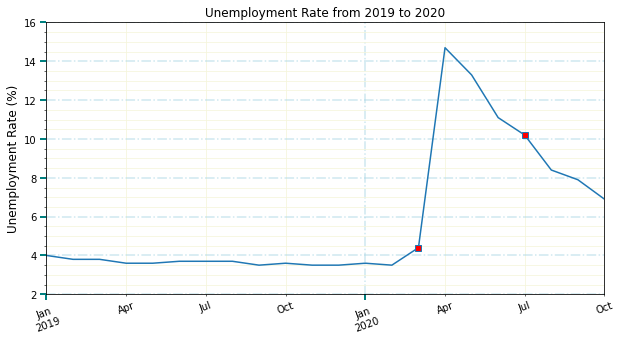 Unemployment Rate from 2019 to 2020
Unemployment Rate (%)
16
14
12
10
8
6
4
2
Jan
2019
Apr
Jul
Oct
Jan
2020
Apr
Jul
Oct